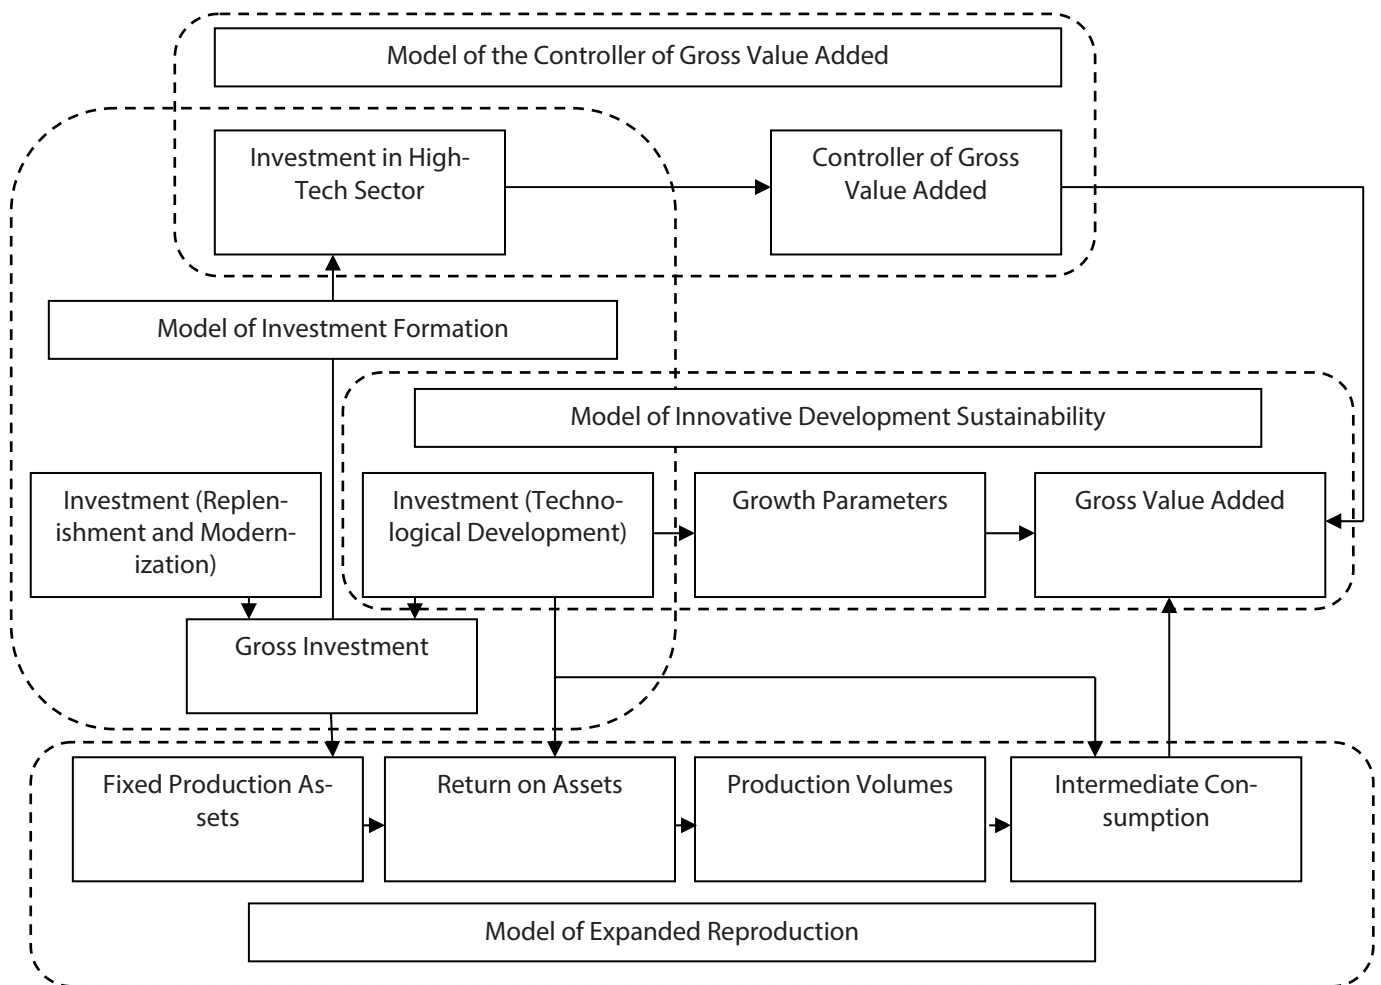 Model of the Controller of Gross Value Added
Investment in High-
Tech Sector
Controller of Gross
Value Added
Model of Investment Formation
Model of Innovative Development Sustainability
Investment (Replen-
ishment and Modern-
ization)
Investment (Techno-
logical Development)
Growth Parameters
Gross Value Added
Gross Investment
Fixed Production As-
sets
Return on Assets
Production Volumes
Intermediate Con-
sumption
Model of Expanded Reproduction